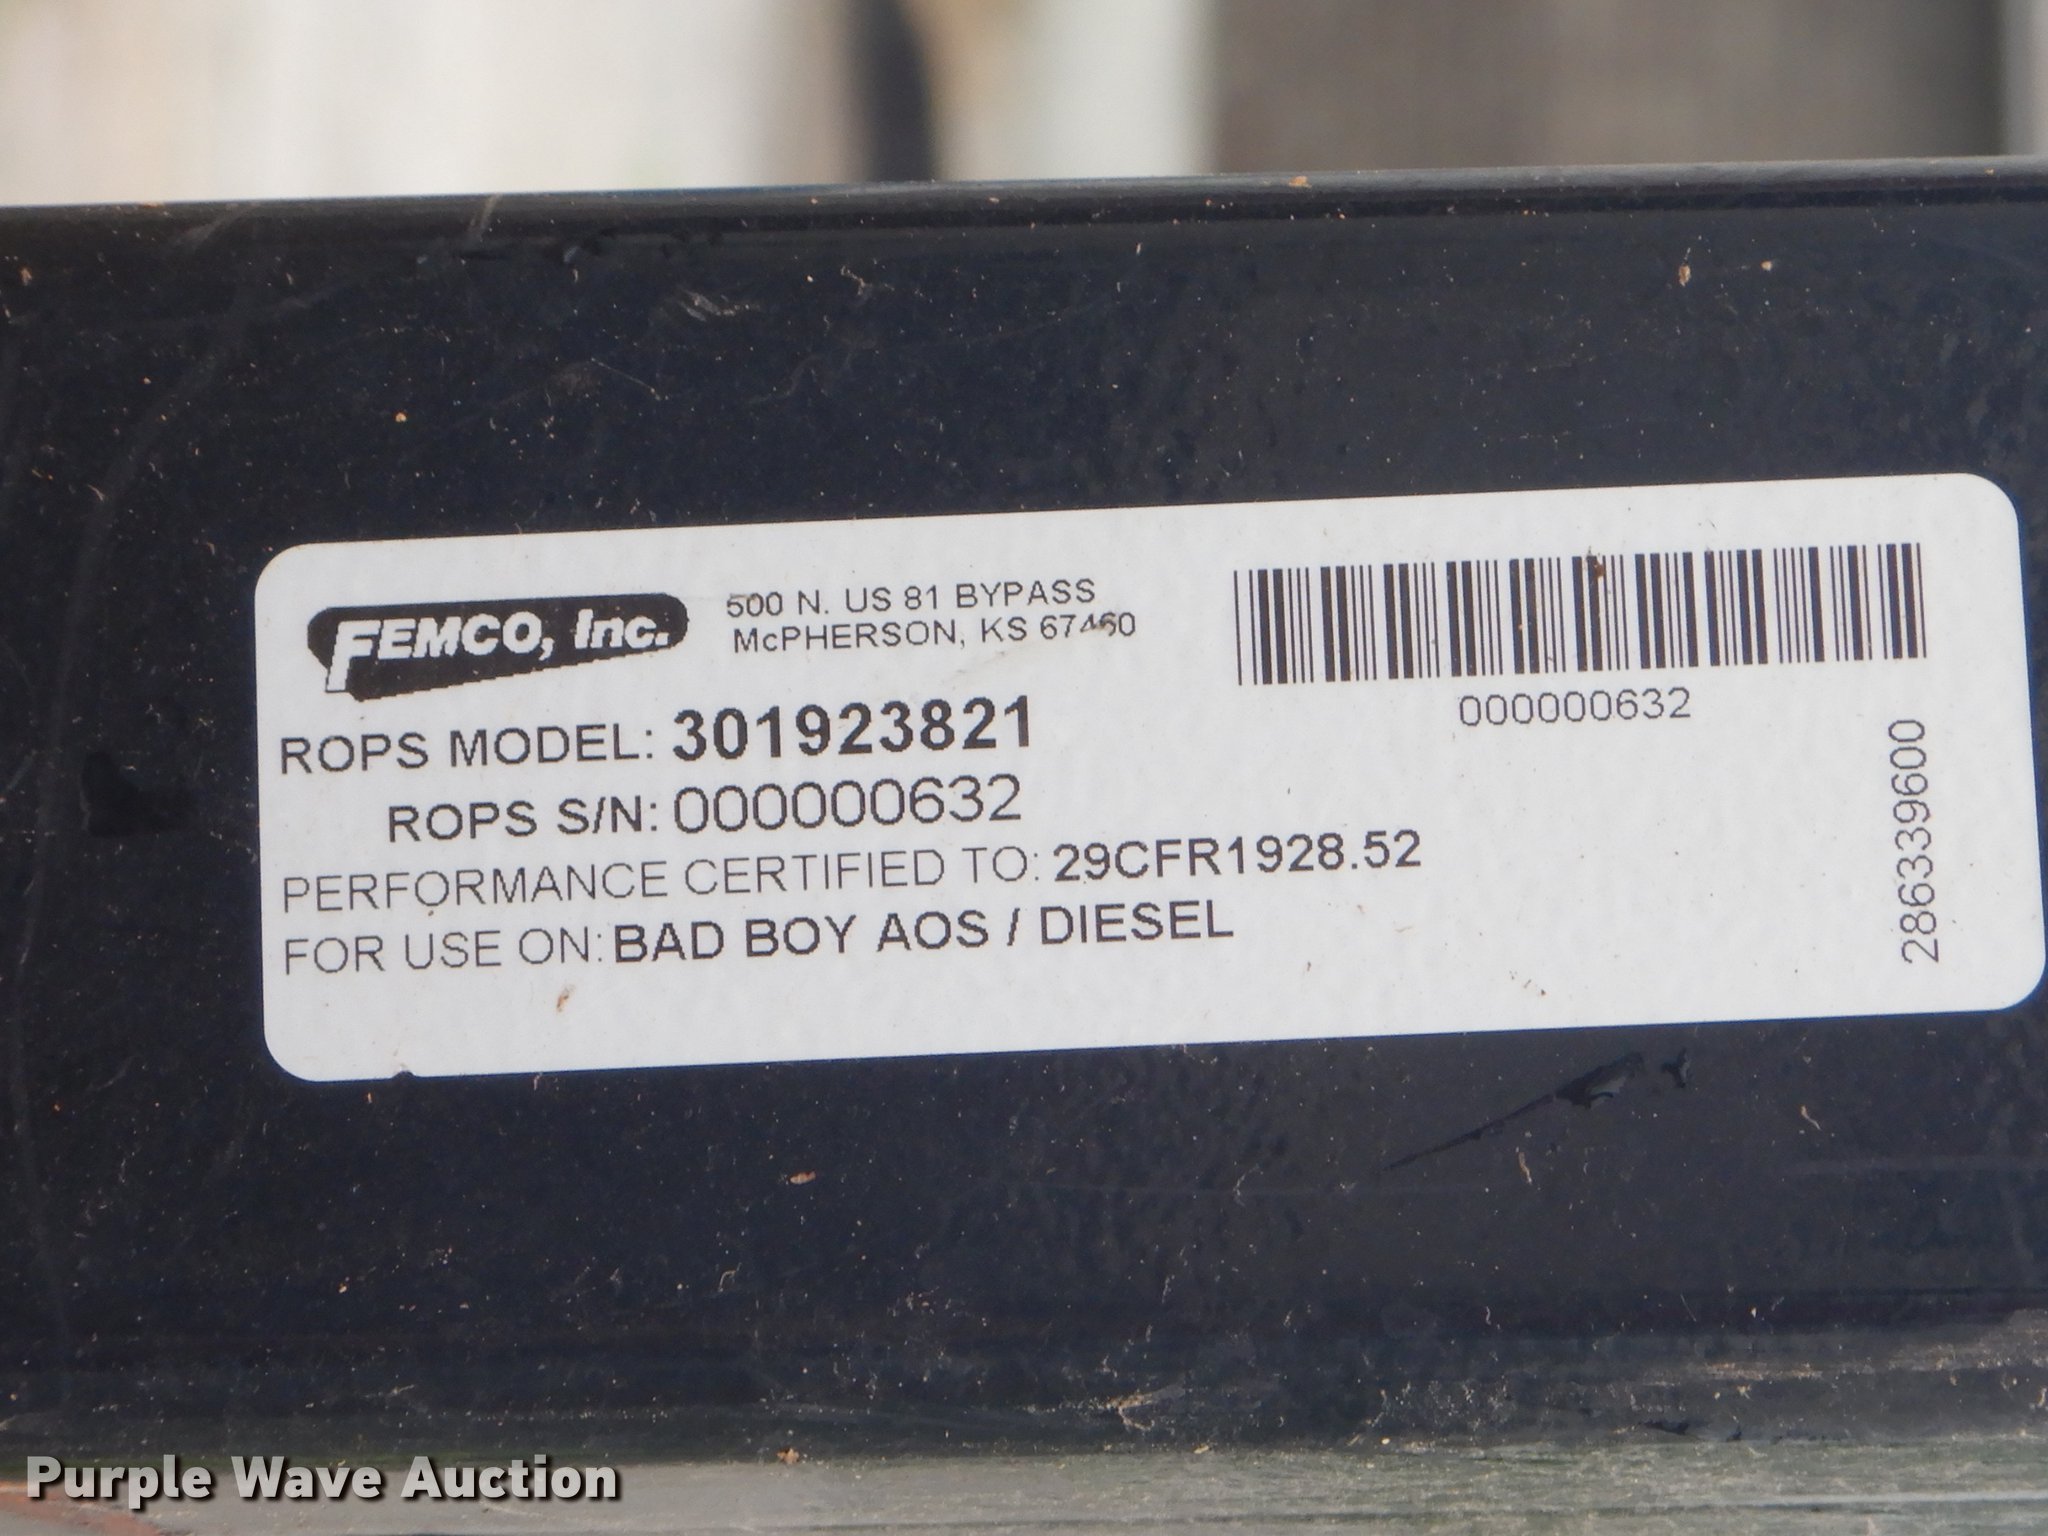 FEMCO, Inc.
500 N. US 81 BYPASS
McPHERSON, KS 67460
000000632
ROPS MODEL: 301923821
ROPS S/N: 000000632
PERFORMANCE CERTIFIED TO: 29CFR1928.52
FOR USE ON: BAD BOY AOS / DIESEL
286339600
Purple Wave Auction